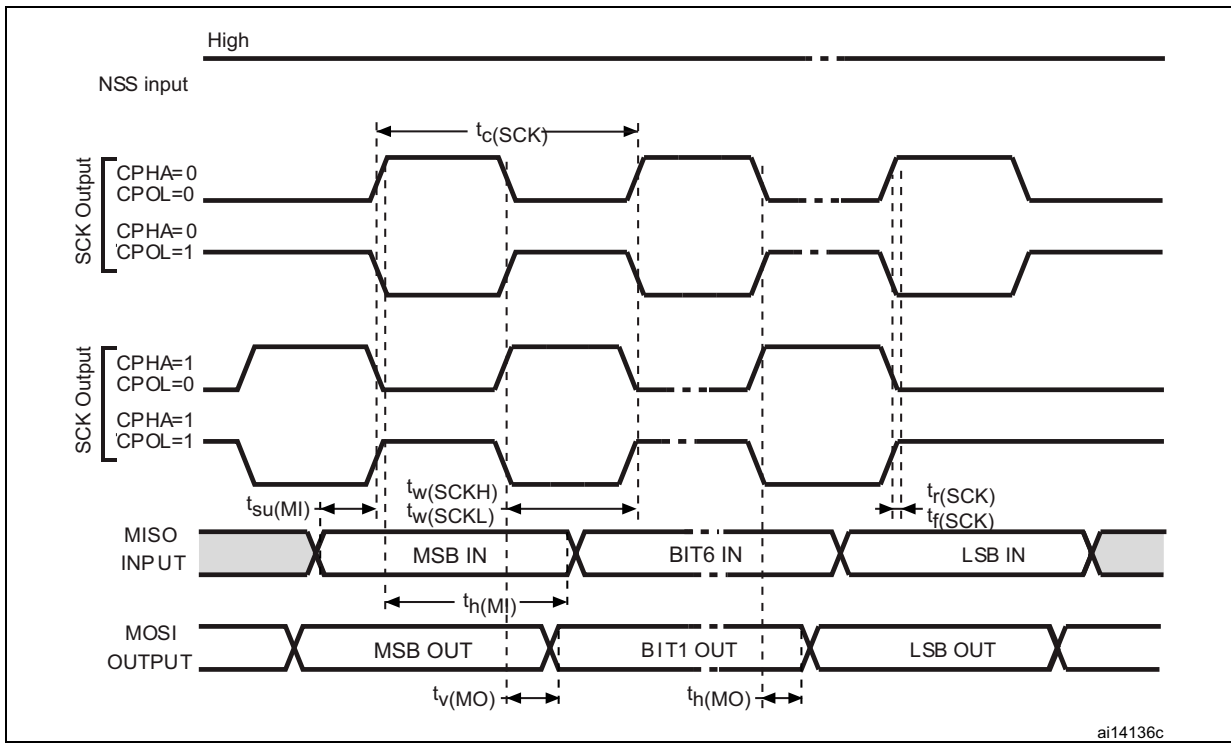 High
NSS input
tc(SCK)
SCK Output
CPHA=0
CPOL=0
CPHA=0
CPOL=1
SCK Output
CPHA=1
CPOL=0
CPHA=1
CPOL=1
tsu(MI)
tw(SCKH)
tw(SCKL)
tr(SCK)
tf(SCK)
MISO
INPUT
MSB IN
BIT6 IN
LSB IN
th(MI)
MOSI
OUTPUT
MSB OUT
BIT1 OUT
LSB OUT
tv(MO)
th(MO)
ai14136c